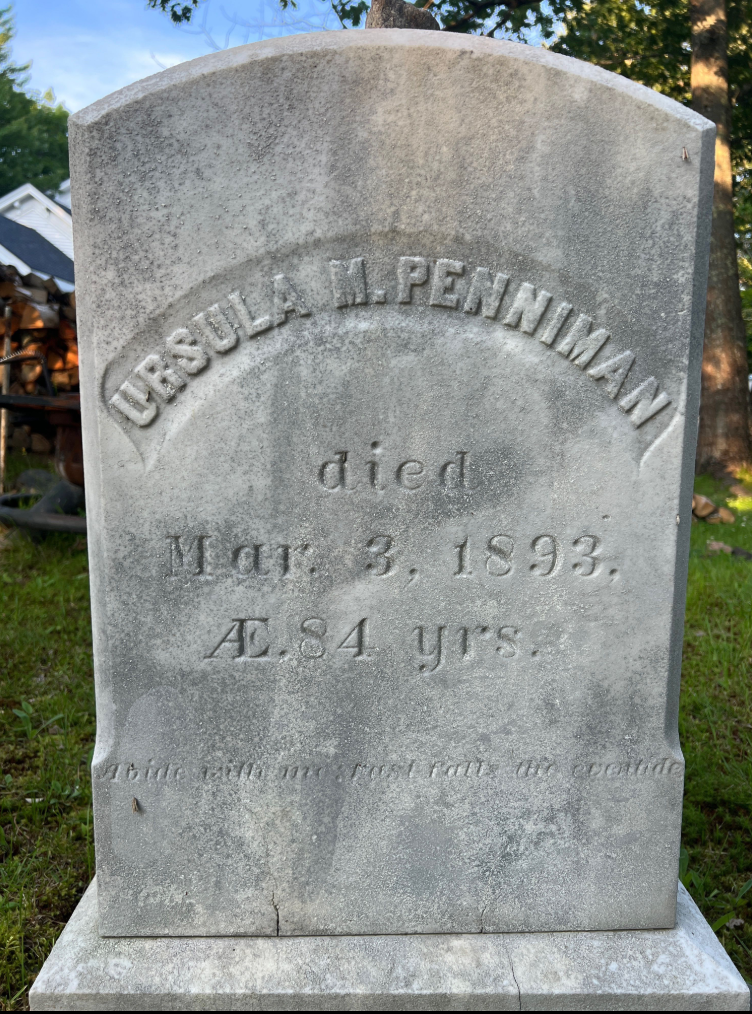 URSULA M. PENNIMAN
died
Mar. 3, 1893,
Æ. 84 yrs.
Abide with me fast falls the eventide